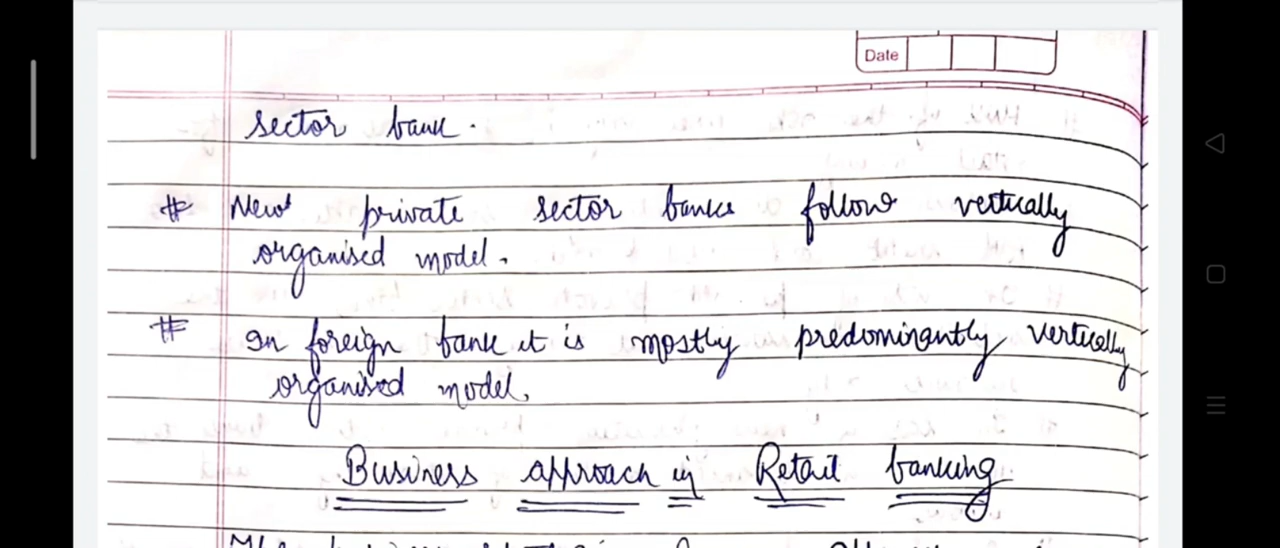 Date
sector bank.
# New private sector banks follow vertically
organised model.
# In foreign bank it is mostly predominantly vertically
organised model.
Business approach in Retail banking